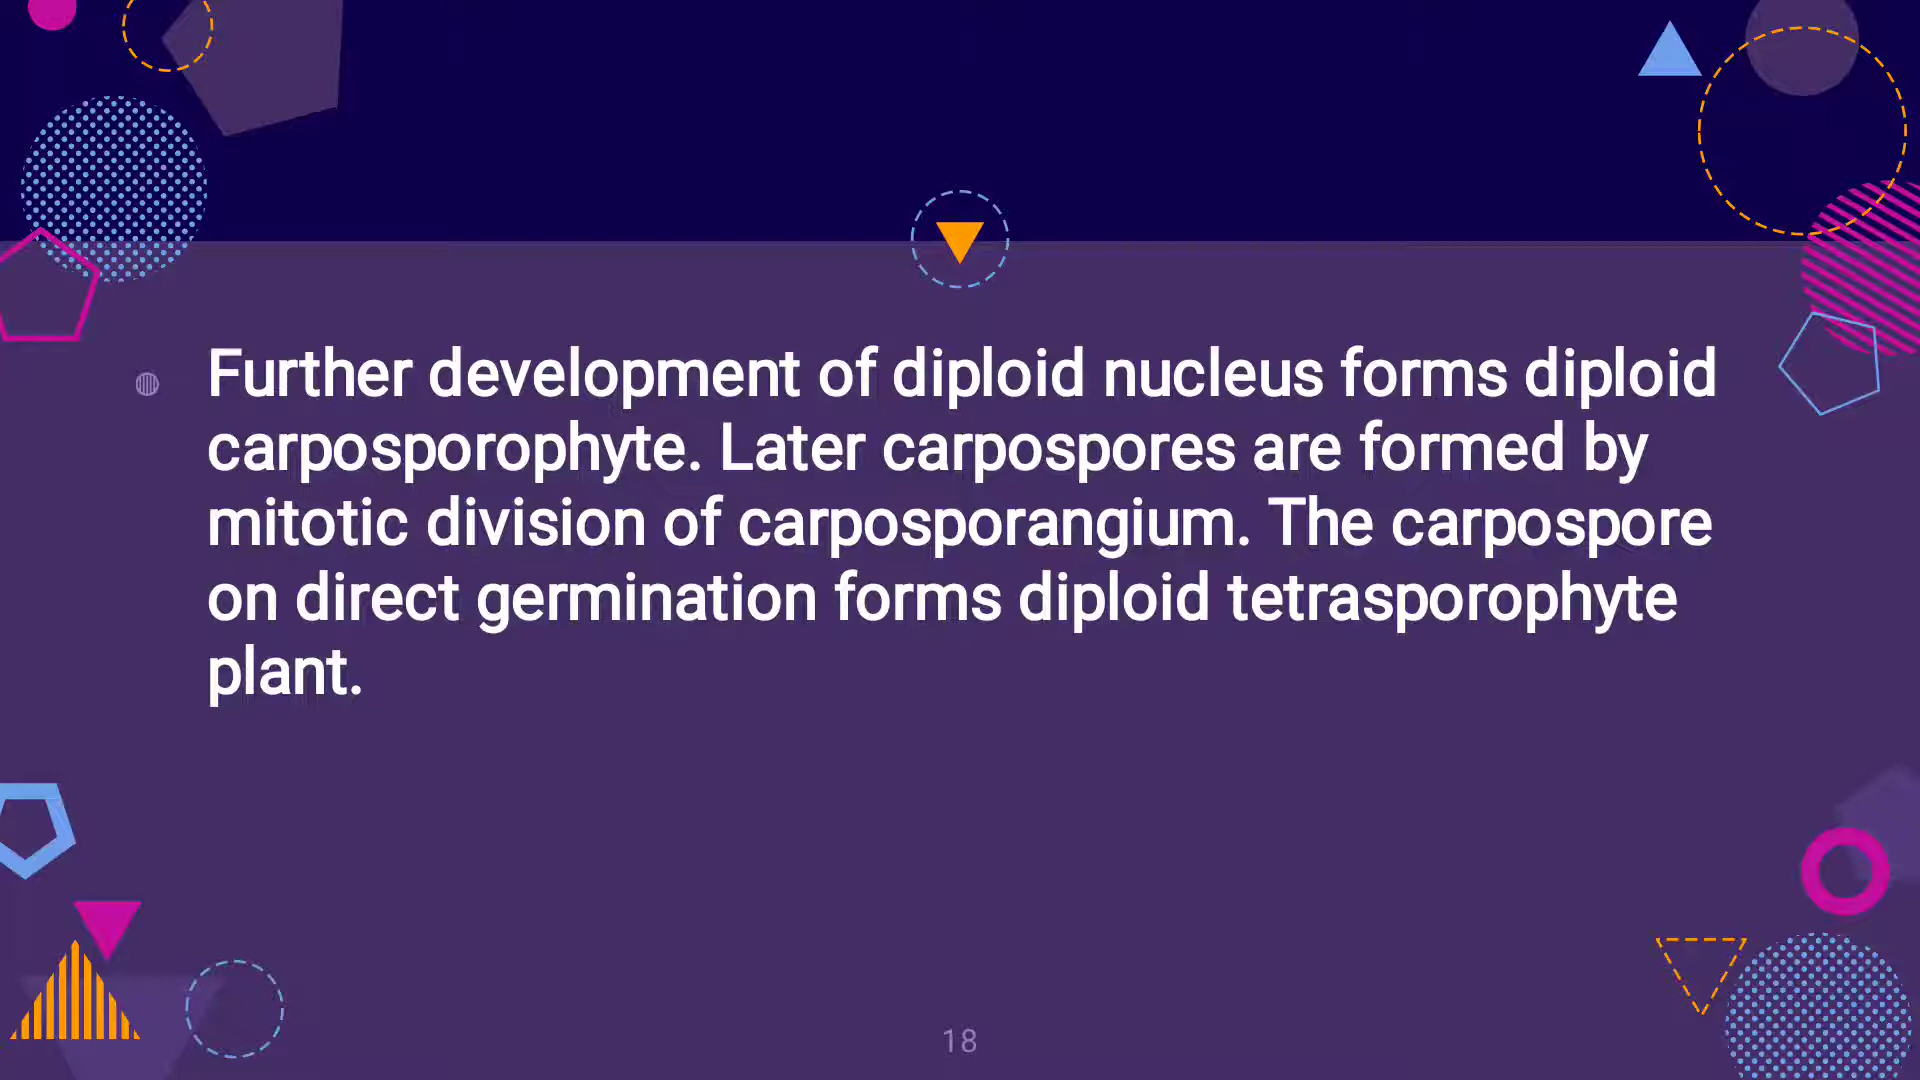 Further development of diploid nucleus forms diploid
carposporophyte. Later carpospores are formed by
mitotic division of carposporangium. The carpospore
on direct germination forms diploid tetrasporophyte
plant.
18